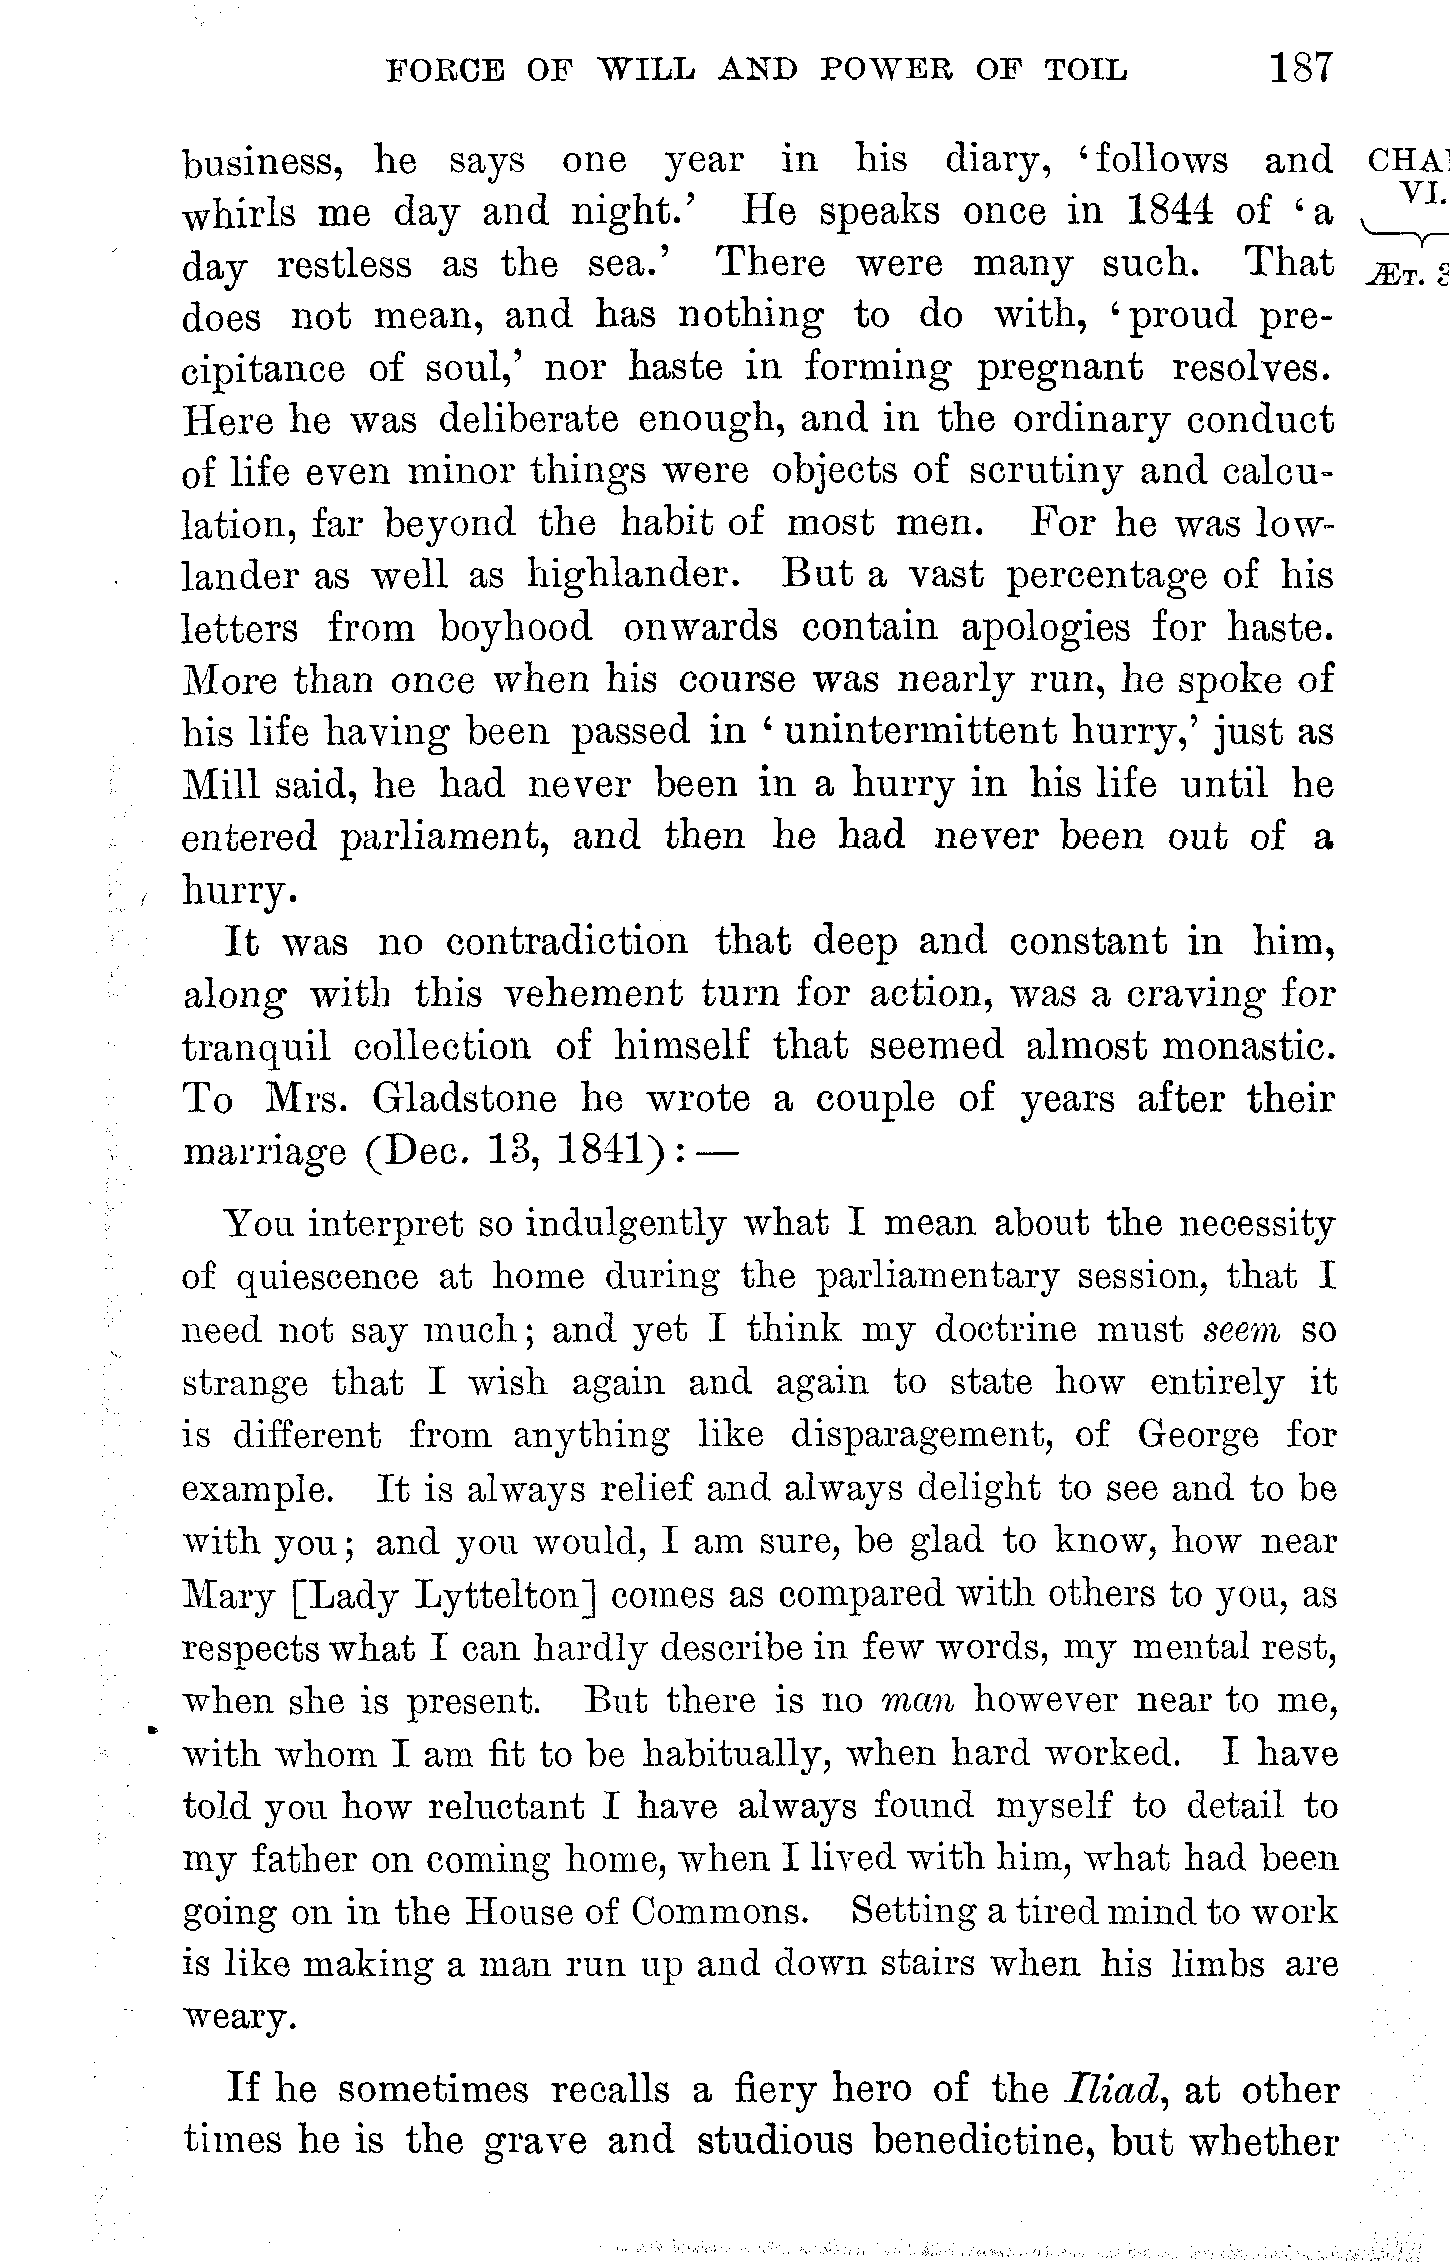 FORCE OF WILL AND POWER OF TOIL 187
business, he says one year in his diary, ‘follows and
whirls me day and night.’ He speaks once in 1844 of ‘a
day restless as the sea.’ There were many such. That
does not mean, and has nothing to do with, ‘proud pre-
cipitance of soul,’ nor haste in forming pregnant resolves.
Here he was deliberate enough, and in the ordinary conduct
of life even minor things were objects of scrutiny and calcu-
lation, far beyond the habit of most men. For he was low-
lander as well as highlander. But a vast percentage of his
letters from boyhood onwards contain apologies for haste.
More than once when his course was nearly run, he spoke of
his life having been passed in ‘unintermittent hurry,’ just as
Mill said, he had never been in a hurry in his life until he
entered parliament, and then he had never been out of a
hurry.
It was no contradiction that deep and constant in him,
along with this vehement turn for action, was a craving for
tranquil collection of himself that seemed almost monastic.
To Mrs. Gladstone he wrote a couple of years after their
marriage (Dec. 13, 1841):—
You interpret so indulgently what I mean about the necessity
of quiescence at home during the parliamentary session, that I
need not say much; and yet I think my doctrine must seem so
strange that I wish again and again to state how entirely it
is different from anything like disparagement, of George for
example. It is always relief and always delight to see and to be
with you; and you would, I am sure, be glad to know, how near
Mary [Lady Lyttelton] comes as compared with others to you, as
respects what I can hardly describe in few words, my mental rest,
when she is present. But there is no man however near to me,
with whom I am fit to be habitually, when hard worked. I have
told you how reluctant I have always found myself to detail to
my father on coming home, when I lived with him, what had been
going on in the House of Commons. Setting a tired mind to work
is like making a man run up and down stairs when his limbs are
weary.
If he sometimes recalls a fiery hero of the Iliad, at other
times he is the grave and studious benedictine, but whether
CHA
VI.
ÆT.